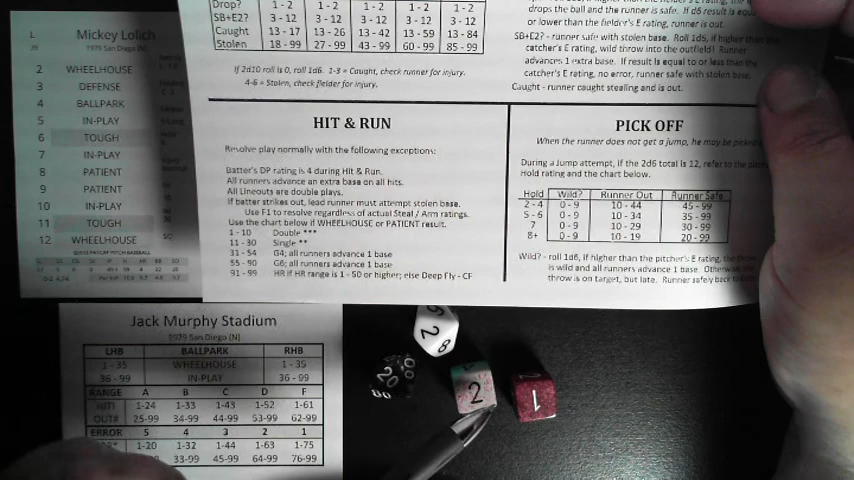 Drop? 1 - 2 1 - 2 1 - 2 1 - 2 1 - 2
SB+E2? 3 - 12 3 - 12 3 - 12 3 - 12 3 - 12
Caught 13 - 17 13 - 26 13 - 42 13 - 59 13 - 84
Stolen 18 - 99 27 - 99 43 - 99 60 - 99 85 - 99
If 2d10 roll is 0, roll 1d6. 1-3 = Caught, check runner for injury.
4-6 = Stolen, check fielder for injury.
drops the ball and the runner is safe. If d6 result is
or lower than the fielder's E rating, runner is out.
SB+E2? - runner safe with stolen base. Roll 1d5, if higher than
catcher's E rating, wild throw into the outfield! Runner
advances 1 extra base. If result is equal to or less than the
catcher's E rating, no error, runner safe with stolen base.
Caught - runner caught stealing and is out.
HIT & RUN
Resolve play normally with the following exceptions:
Batter's DP rating is 4 during Hit & Run.
All runners advance an extra base on all hits.
All Lineouts are double plays.
If batter strikes out, lead runner must attempt stolen base.
Use F1 to resolve regardless of actual Steal / Arm ratings.
Use the chart below if WHEELHOUSE or PATIENT result.
1 - 10 Double ***
11 - 30 Single **
31 - 54 G4; all runners advance 1 base
55 - 90 G6; all runners advance 1 base
91 - 99 HR if HR range is 1 - 50 or higher; else Deep Fly - CF
PICK OFF
When the runner does not get a jump, he may be picked
During a Jump attempt, if the 2d6 total is 12, refer to the
Hold rating and the chart below.
Hold Wild? Runner Out Runner Safe
2 - 4 0 - 9 10 - 44 45 - 99
5 - 6 0 - 9 10 - 34 35 - 99
7 0 - 9 10 - 29 30 - 99
8+ 0 - 9 10 - 19 20 - 99
Wild? - roll 1d6, if higher than the pitcher's E rating, the
is wild and all runners advance 1 base.
throw is on target, but late. Runner safely back
L
Mickey Lolich
1979 San Diego (N)
2 WHEELHOUSE
3 DEFENSE
4 BALLPARK
5 IN-PLAY
6 TOUGH
7 IN-PLAY
8 PATIENT
9 PATIENT
10 IN-PLAY
11 TOUGH
12 WHEELHOUSE
Jack Murphy Stadium
1979 San Diego (N)
LHB BALLPARK RHB
1 - 35 WHEELHOUSE 1 - 35
36 - 99 IN-PLAY 36 - 99
RANGE A B C D F
HIT! 1-24 1-33 1-43 1-52 1-61
OUT# 25-99 34-99 44-99 53-99 62-99
ERROR 5 4 3 2 1
1-20 1-32 1-44 1-63 1-75
33-99 45-99 64-99 76-99
2
8
20
00
2
1